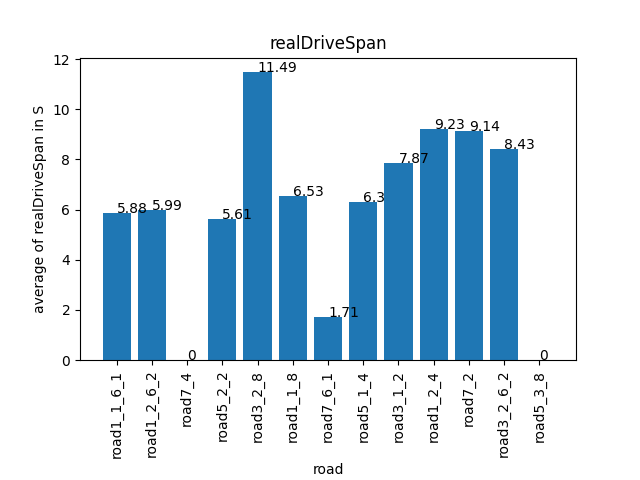 realDriveSpan
average of realDriveSpan in S
12
10
8
6
4
2
0
5.88
5.99
0
5.61
11.49
6.53
1.71
6.3
7.87
9.23
9.14
8.43
0
road1_1_6_1
road1_2_6_2
road7_4
road5_2_2
road3_2_8
road1_1_8
road7_6_1
road5_1_4
road3_1_2
road1_2_4
road7_2
road3_2_6_2
road5_3_8
road